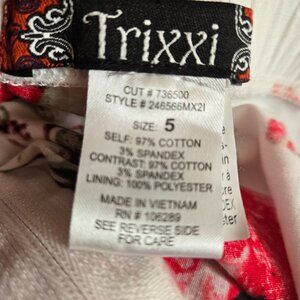 Trixxi
CUT # 736500
STYLE # 246566MX2I
SIZE: 5
SELF: 97% COTTON
3% SPANDEX
CONTRAST: 97% COTTON
3% SPANDEX
LINING: 100% POLYESTER
MADE IN VIETNAM
RN # 106289
SEE REVERSE SIDE
FOR CARE